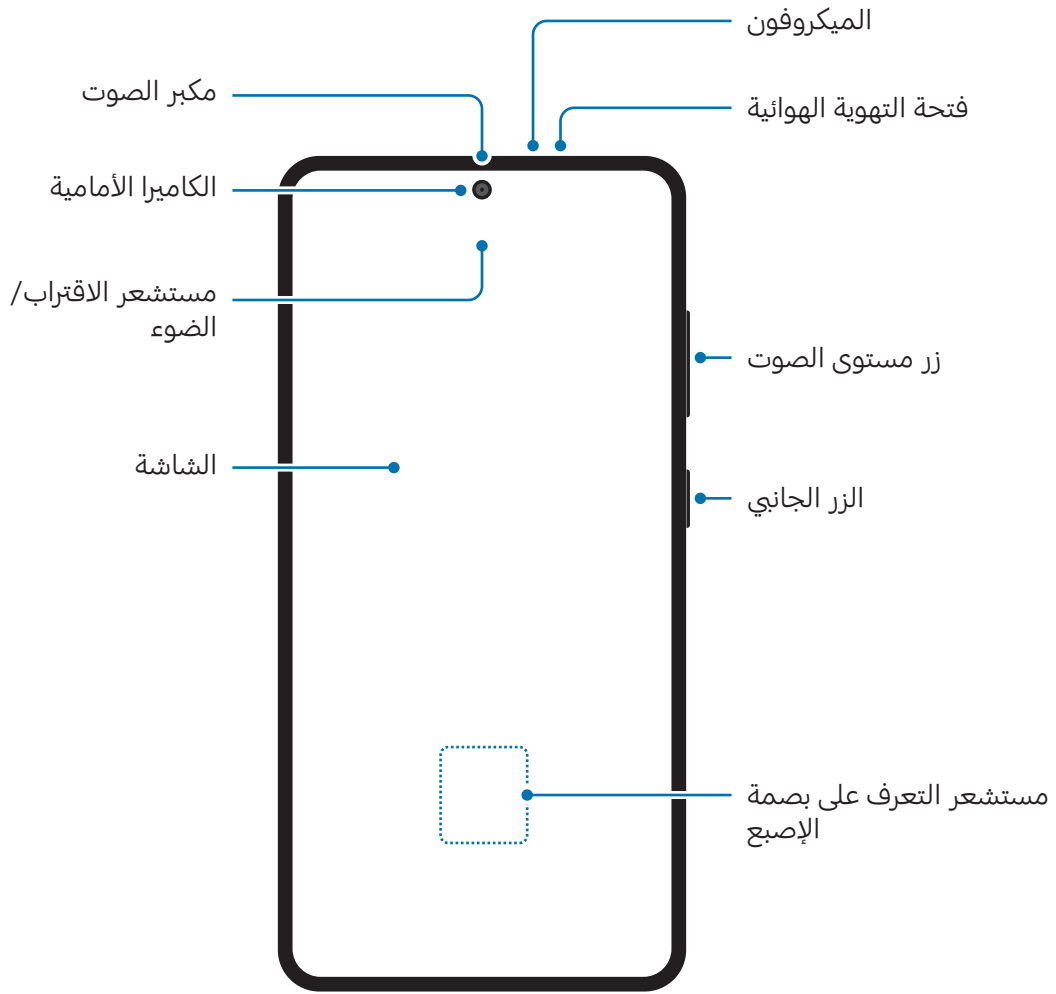 الميكروفون
فتحة التهوية الهوائية
مكبر الصوت
الكاميرا الأمامية
مستشعر الاقتراب/
الضوء
زر مستوى الصوت
الشاشة
الزر الجانبي
مستشعر التعرف على بصمة
الإصبع